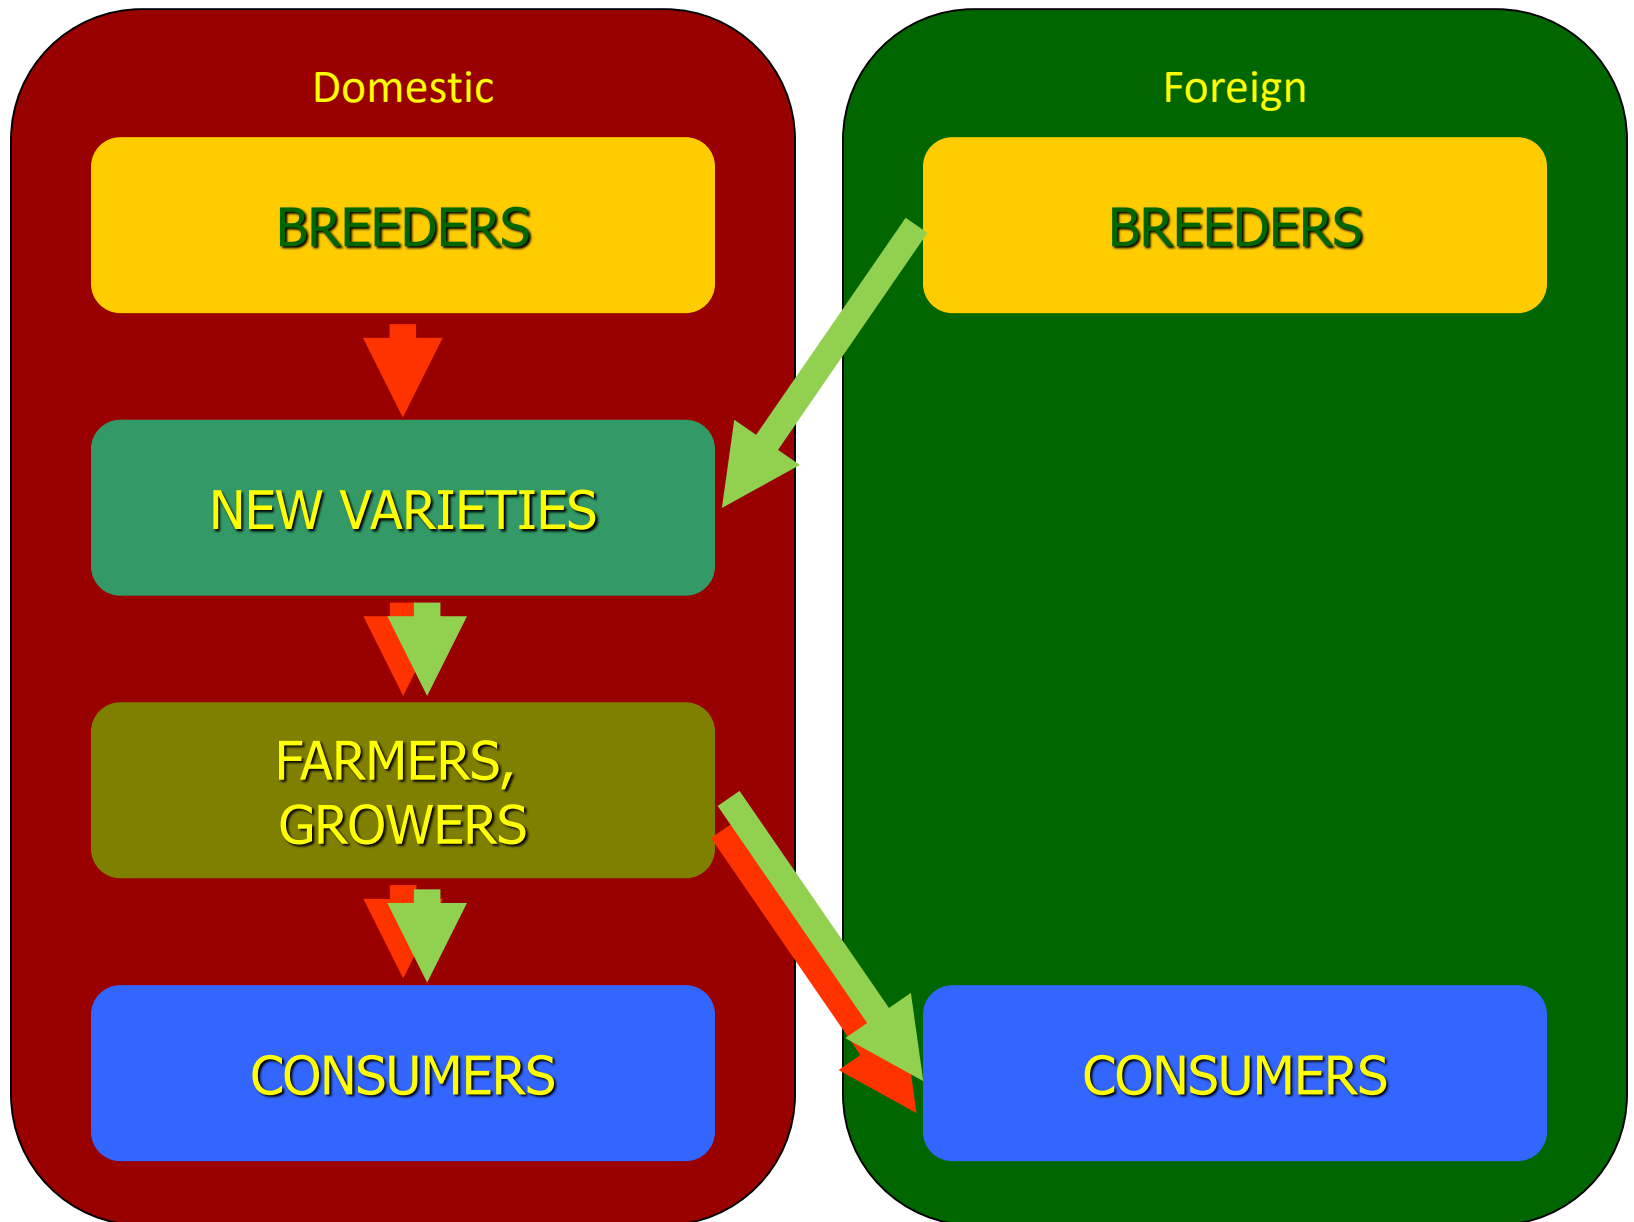 Domestic
BREEDERS
NEW VARIETIES
FARMERS,
GROWERS
CONSUMERS
Foreign
BREEDERS
CONSUMERS